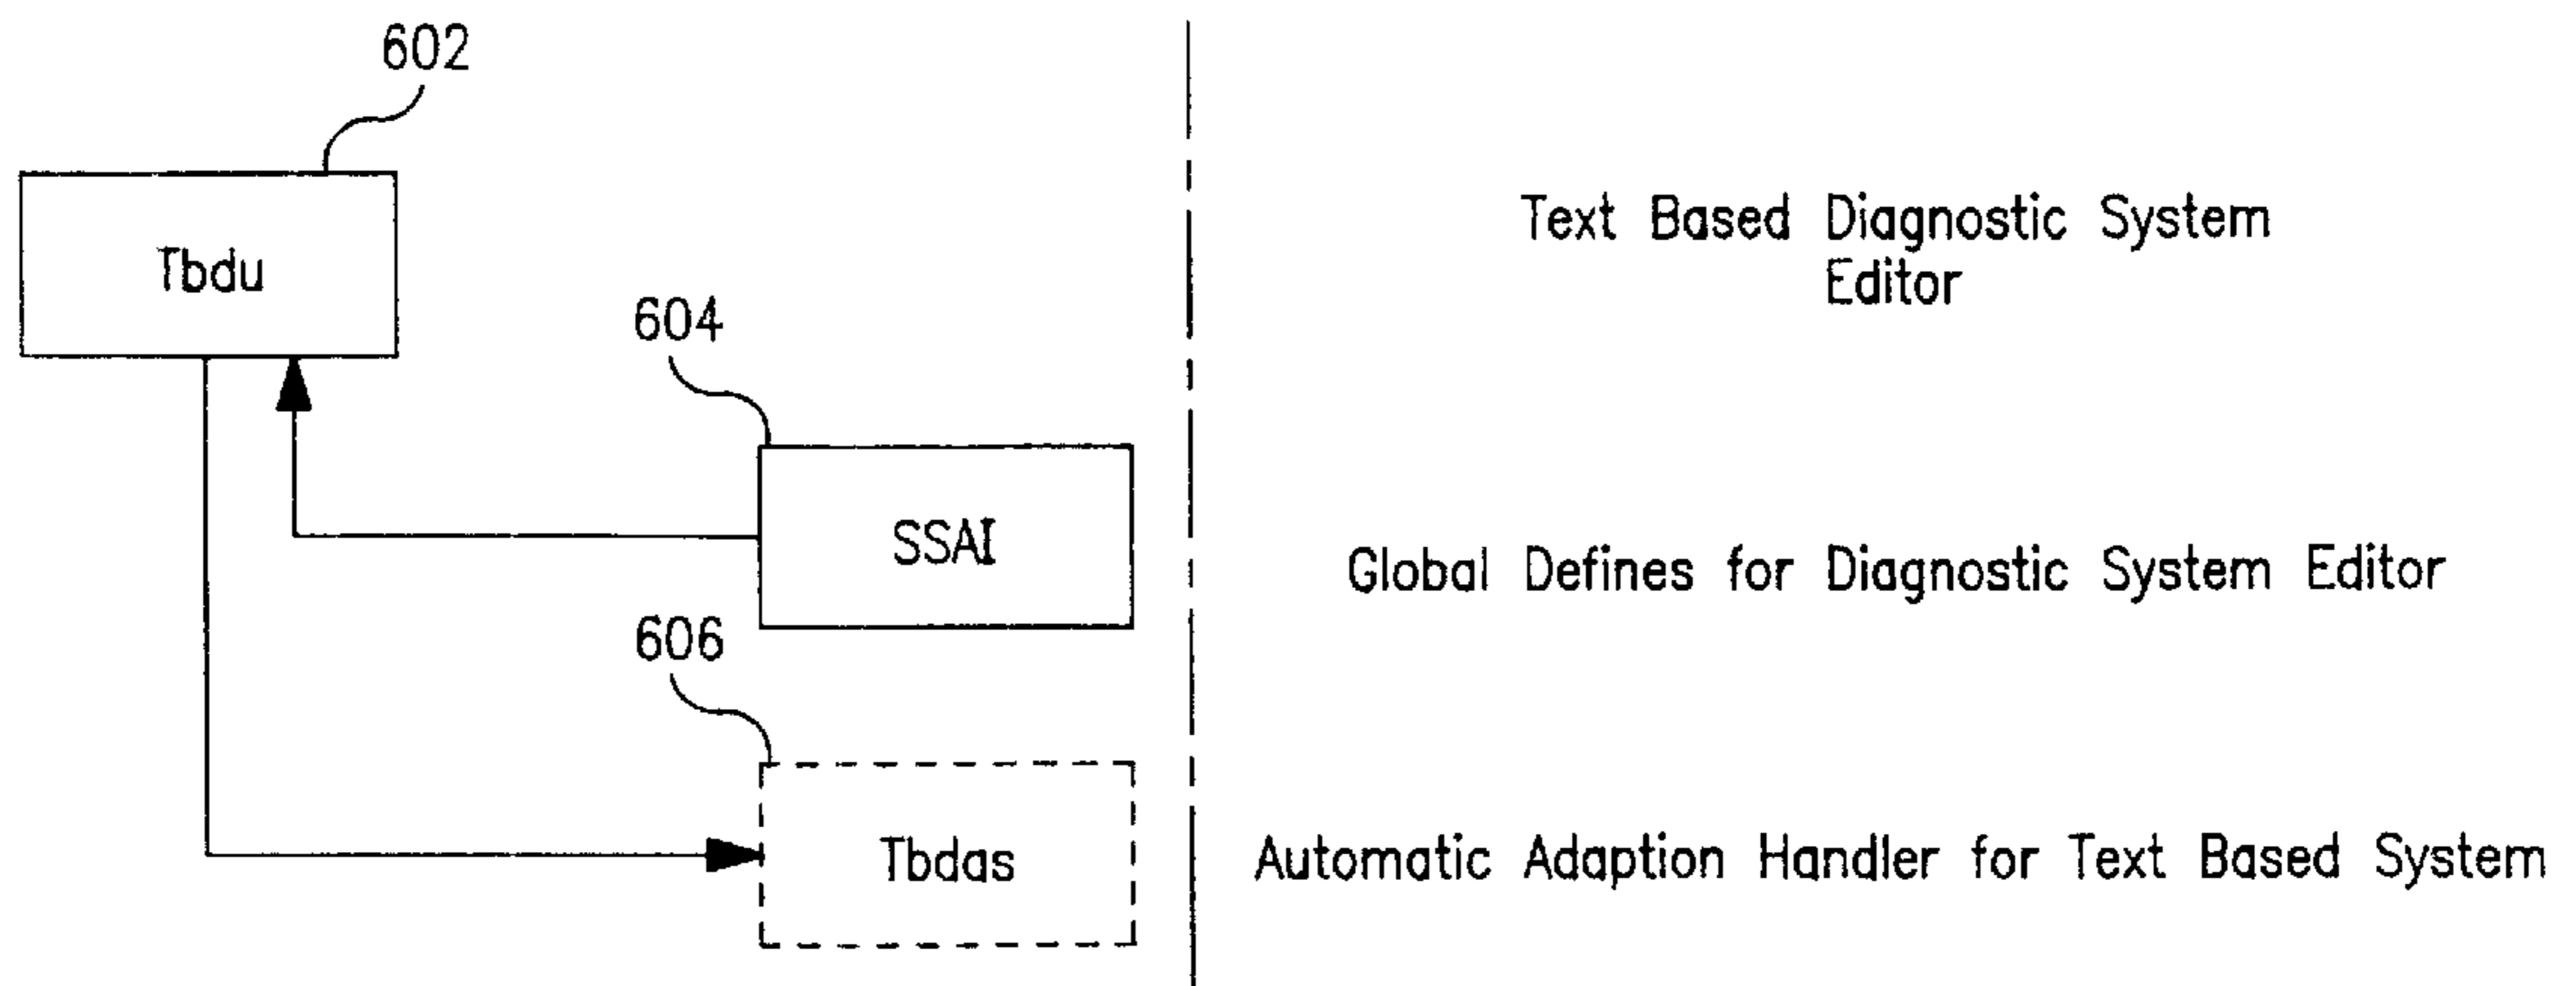 602
Tbdu
Text Based Diagnostic System
Editor
604
SSAI
Global Defines for Diagnostic System Editor
606
Tbdas
Automatic Adaption Handler for Text Based System